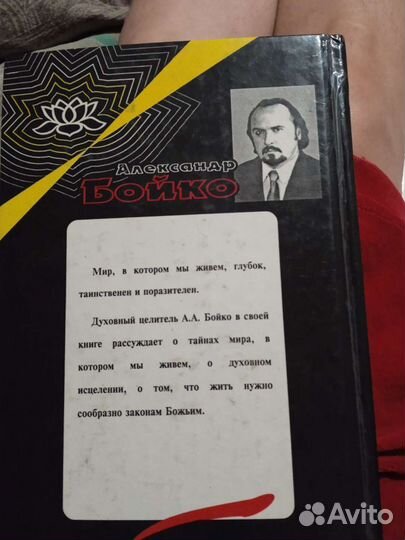 Александр
Бойко
Мир, в котором мы живем, глубок,
таинственен и поразителен.
Духовный целитель А.А. Бойко в своей
книге рассуждает о тайнах мира, в
котором мы живем, о духовном
исцелении, о том, что жить нужно
сообразно законам Божьим.
Avito